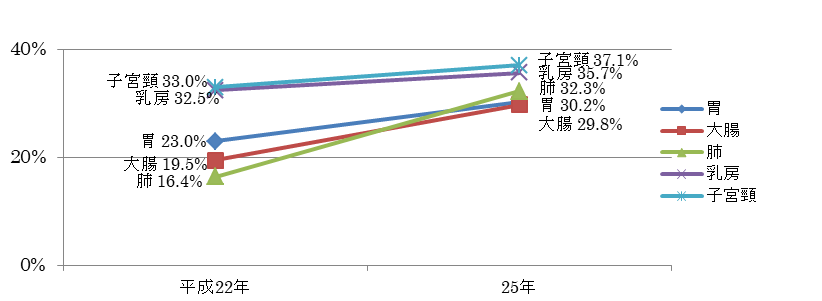 40%
20%
0%
子宮頸 33.0%
乳房 32.5%
胃 23.0%
大腸 19.5%
肺 16.4%
子宮頸 37.1%
乳房 35.7%
肺 32.3%
胃 30.2%
大腸 29.8%
平成22年
25年
胃
大腸
肺
乳房
子宮頸